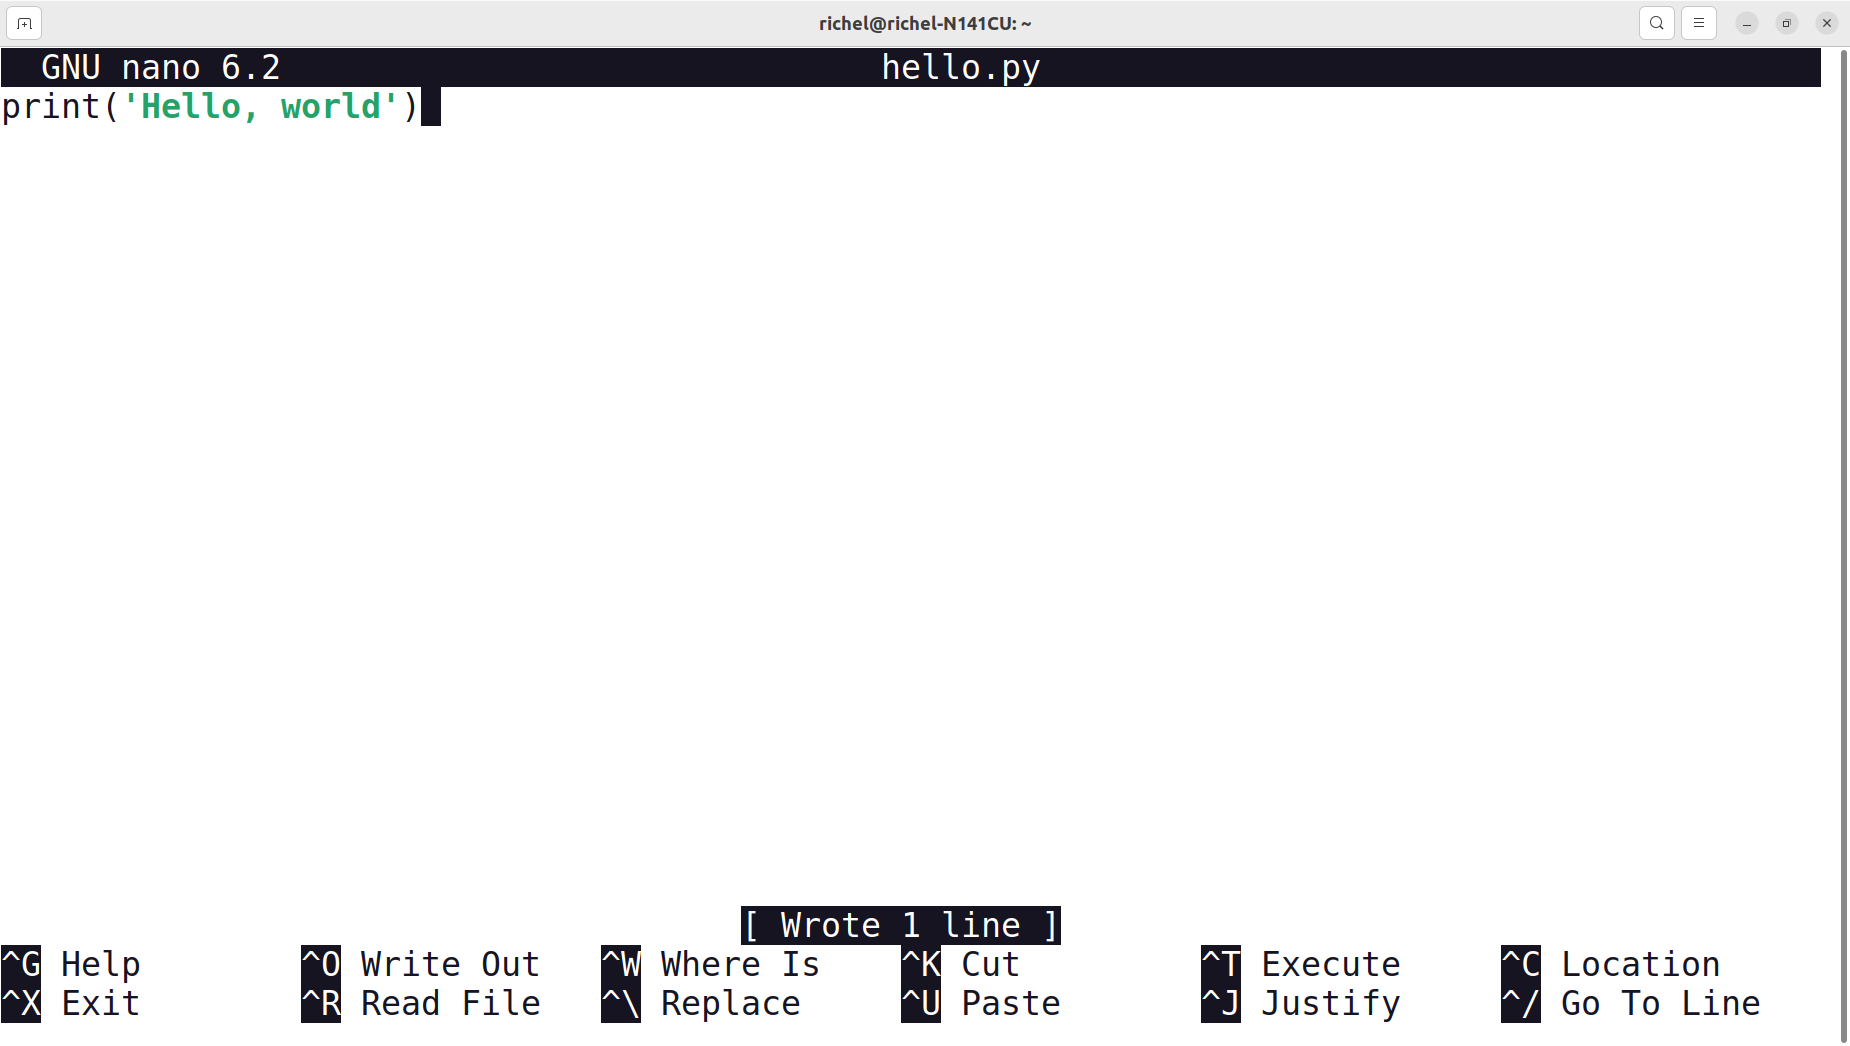 richel@richel-N141CU: ~
GNU nano 6.2 hello.py
print('Hello, world')
[ Wrote 1 line ]
^G Help ^O Write Out ^W Where Is ^K Cut ^T Execute ^C Location
^X Exit ^R Read File ^\ Replace ^U Paste ^J Justify ^/ Go To Line